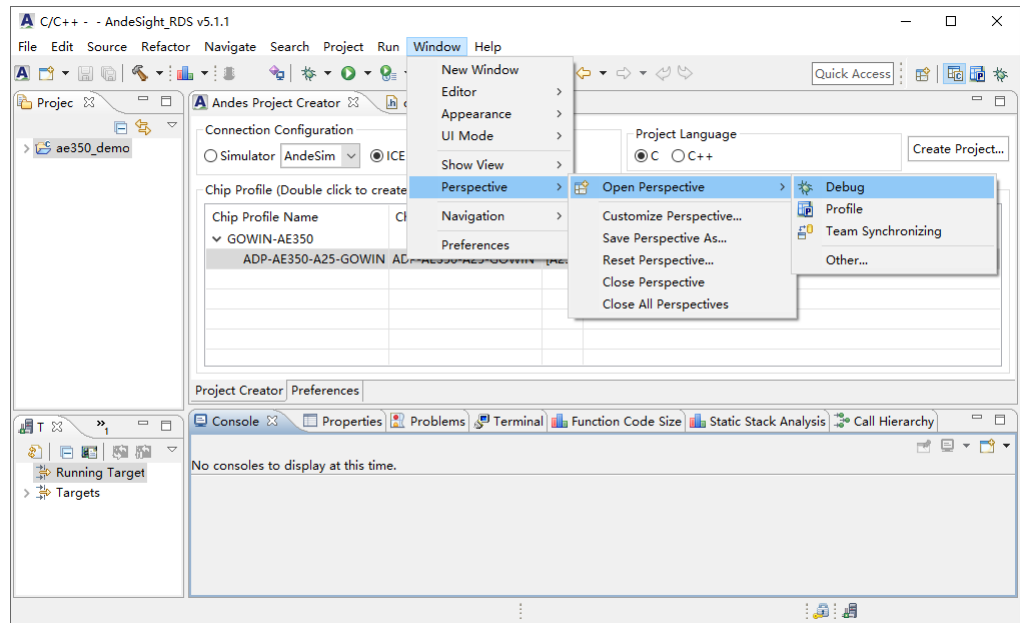 C/C++ - - AndeSight_RDS v5.1.1
File Edit Source Refactor Navigate Search Project Run Window Help
Quick Access
New Window
Editor
Appearance
UI Mode
Show View
Perspective
Navigation
Preferences
Open Perspective
Customize Perspective...
Save Perspective As...
Reset Perspective...
Close Perspective
Close All Perspectives
Debug
Profile
Team Synchronizing
Other...
Projec
ae350_demo
Andes Project Creator
Connection Configuration
Simulator AndeSim ICE
Project Language
C C++
Create Project...
Chip Profile (Double click to create
Chip Profile Name
GOWIN-AE350
ADP-AE350-A25-GOWIN ADP-AE350-A25-GOWIN
Project Creator Preferences
T
1
Running Target
Targets
Console Properties Problems Terminal Function Code Size Static Stack Analysis Call Hierarchy
No consoles to display at this time.